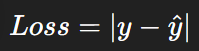 Loss = |y − ŷ|